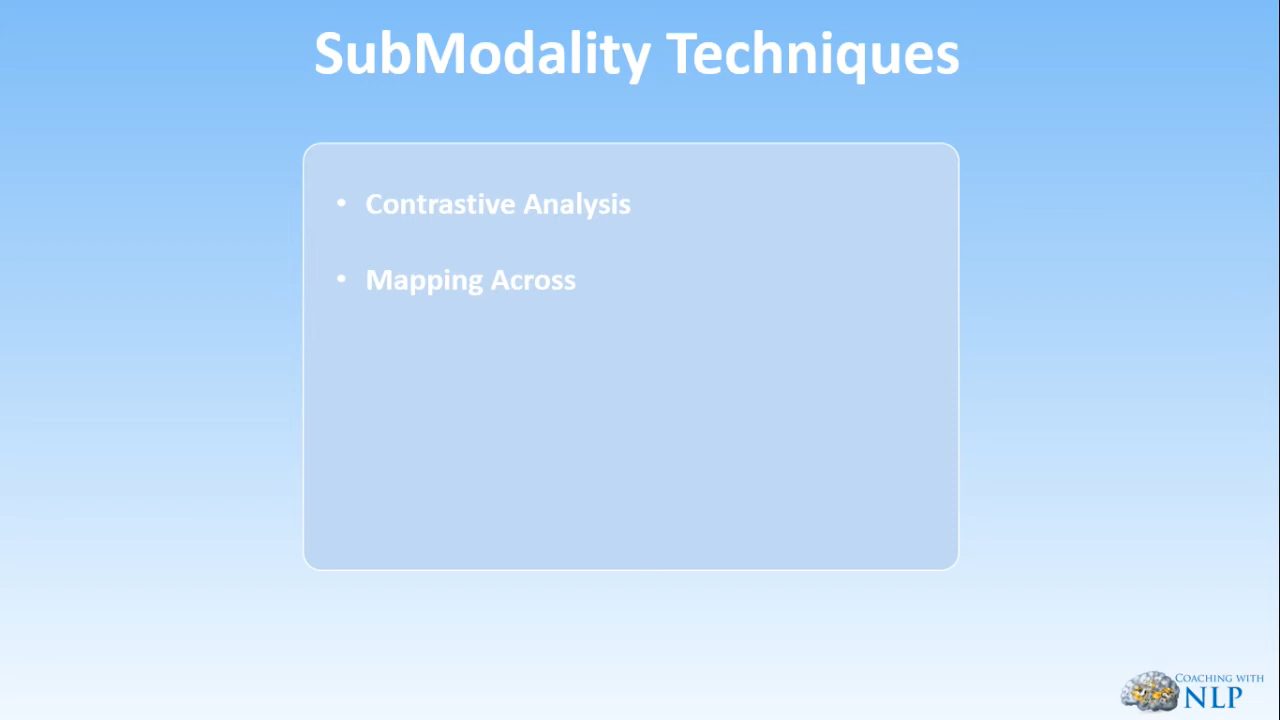 SubModality Techniques
• Contrastive Analysis
• Mapping Across
COACHING WITH
NLP